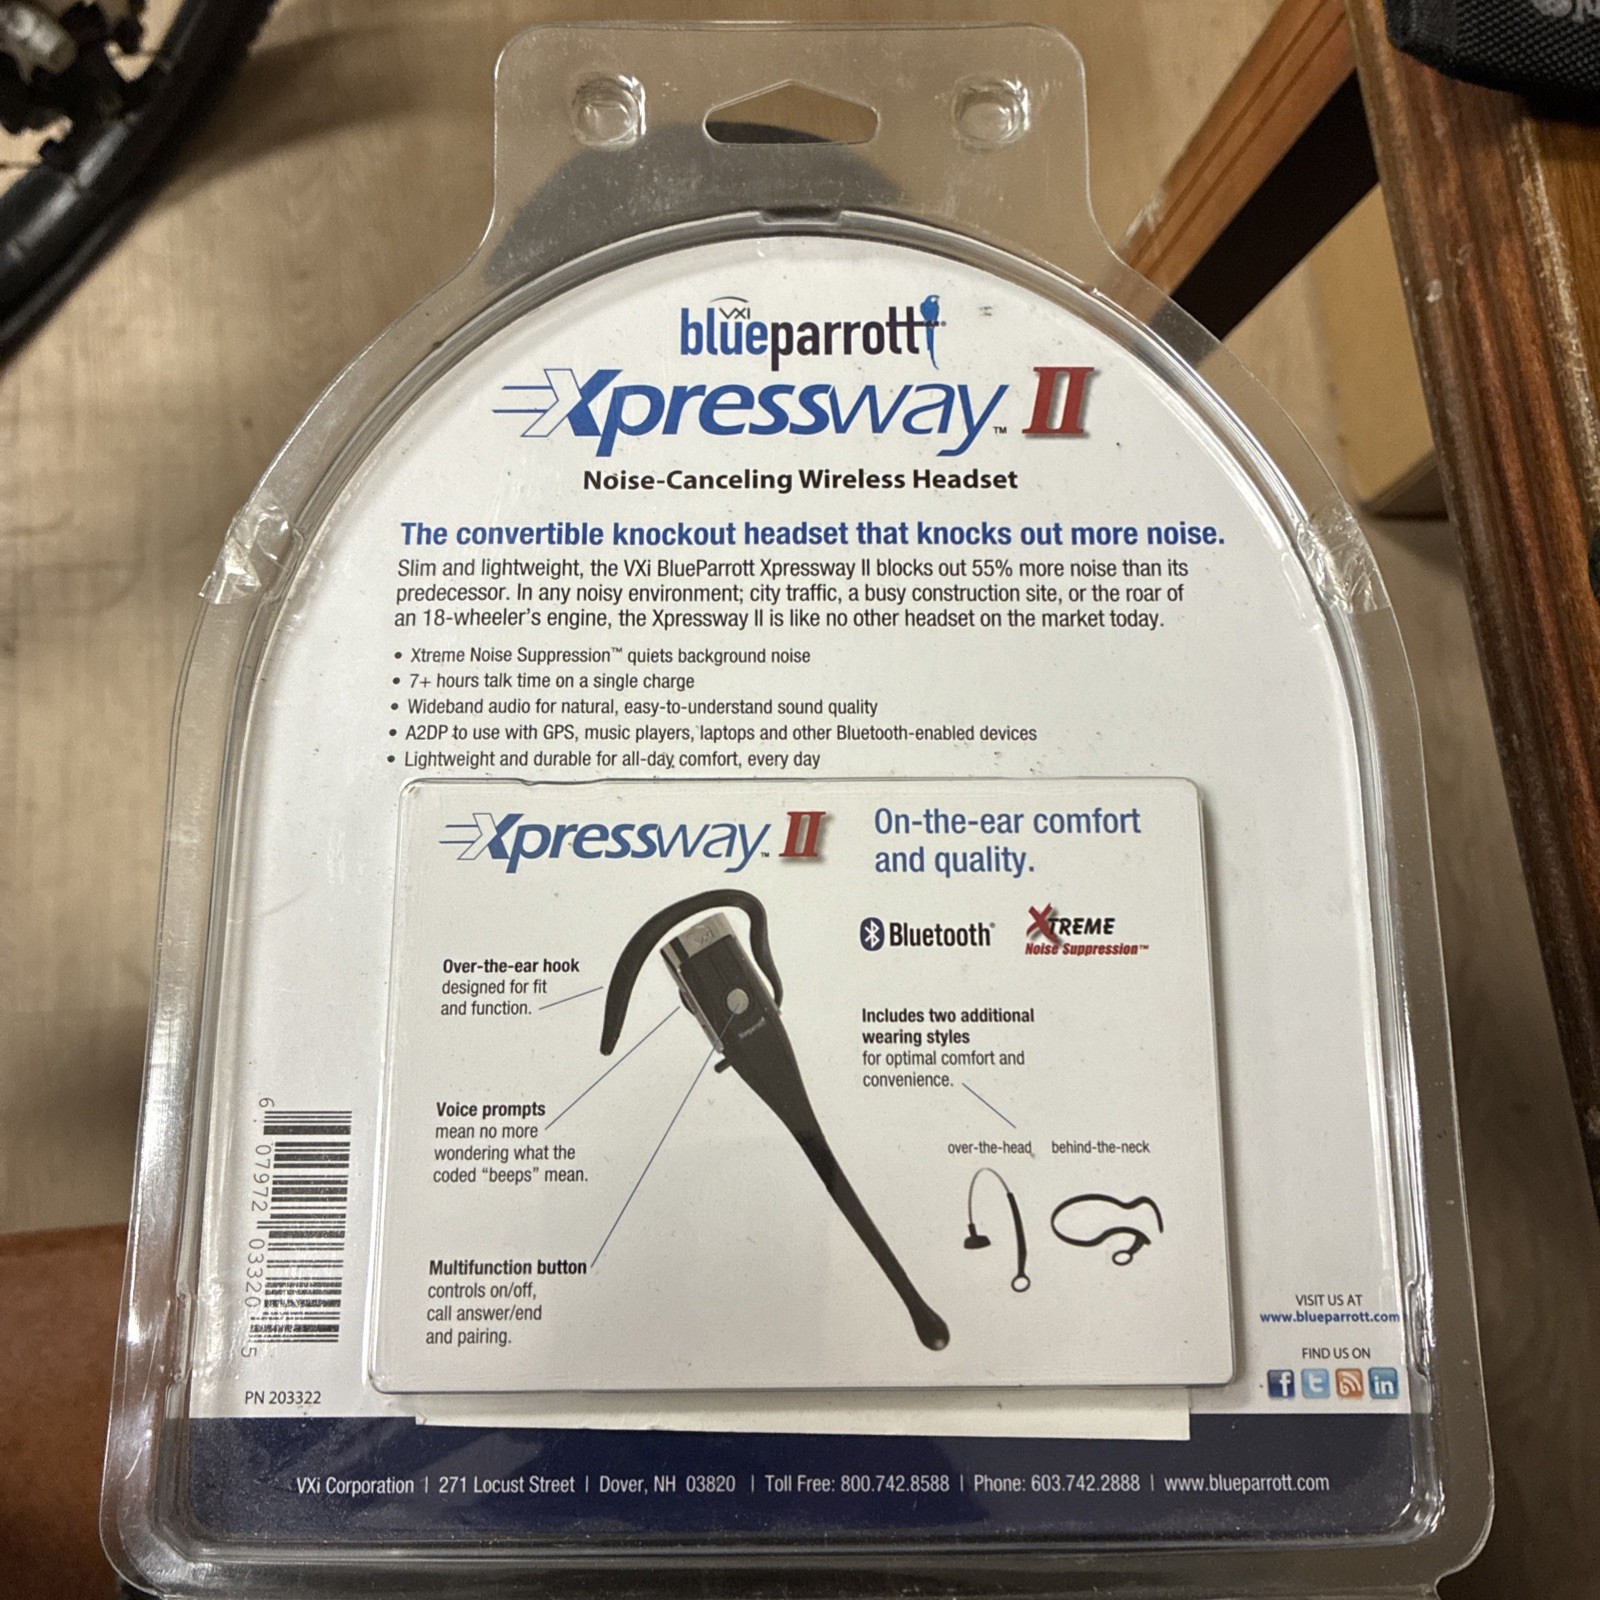 VXI
blueparrott
Xpressway™ II
Noise-Canceling Wireless Headset
The convertible knockout headset that knocks out more noise.
Slim and lightweight, the VXi BlueParrott Xpressway II blocks out 55% more noise than its
predecessor. In any noisy environment; city traffic, a busy construction site, or the roar of
an 18-wheeler's engine, the Xpressway II is like no other headset on the market today.
• Xtreme Noise Suppression™ quiets background noise
• 7+ hours talk time on a single charge
• Wideband audio for natural, easy-to-understand sound quality
• A2DP to use with GPS, music players, laptops and other Bluetooth-enabled devices
• Lightweight and durable for all-day comfort, every day
Xpressway™ II
On-the-ear comfort
and quality.
Bluetooth®
XTREME
Noise Suppression™
Over-the-ear hook
designed for fit
and function.
Voice prompts
mean no more
wondering what the
coded “beeps” mean.
Multifunction button
controls on/off,
call answer/end
and pairing.
Includes two additional
wearing styles
for optimal comfort and
convenience.
over-the-head
behind-the-neck
6 07972 03320 5
PN 203322
VISIT US AT
www.blueparrott.com
FIND US ON
VXi Corporation | 271 Locust Street | Dover, NH 03820 | Toll Free: 800.742.8588 | Phone: 603.742.2888 | www.blueparrott.com